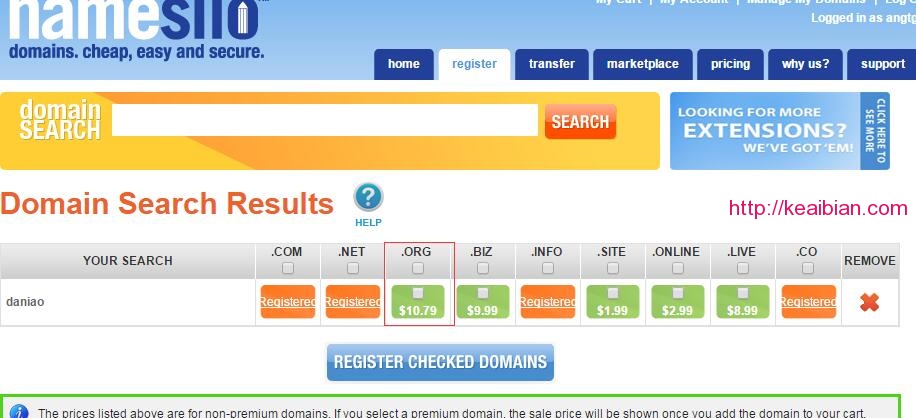 My Cart | My Account | Manage My Domains |
Logged in as angtg
namesilo
domains. cheap, easy and secure.
home register transfer marketplace pricing why us? support
domain
SEARCH
SEARCH
LOOKING FOR MORE
EXTENSIONS?
WE'VE GOT 'EM!
CLICK HERE TO
SEE MORE
Domain Search Results
HELP
http://keaibian.com
YOUR SEARCH .COM .NET .ORG .BIZ .INFO .SITE .ONLINE .LIVE .CO REMOVE
daniao Registered Registered $10.79 $9.99 Registered $1.99 $2.99 $8.99 Registered
REGISTER CHECKED DOMAINS
The prices listed above are for non-premium domains. If you select a premium domain, the sale price will be shown once you add the domain to your cart.